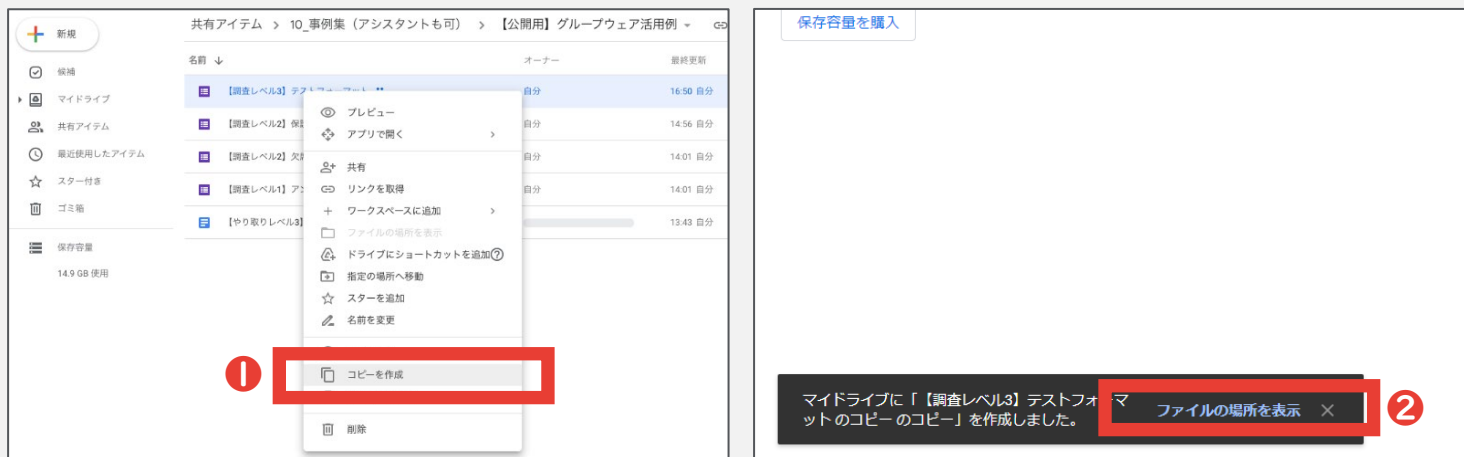 新規
候補
マイドライブ
共有アイテム
最近使用したアイテム
スター付き
ゴミ箱
保存容量
14.9 GB 使用
共有アイテム > 10_事例集（アシスタントも可） > 【公開用】グループウェア活用例
名前 オーナー 最終更新
【調査レベル3】テストフォーマット 自分 16:50 自分
【調査レベル2】保 自分 14:56 自分
【調査レベル2】欠 自分 14:01 自分
【調査レベル1】ア 自分 14:01 自分
【やり取りレベル3】 13:43 自分
プレビュー
アプリで開く
共有
リンクを取得
ワークスペースに追加
ファイルの場所を表示
ドライブにショートカットを追加
指定の場所へ移動
スターを追加
名前を変更
1
コピーを作成
削除
保存容量を購入
マイドライブに「【調査レベル3】テストフォーマ
ット のコピー のコピー」を作成しました。
ファイルの場所を表示
2